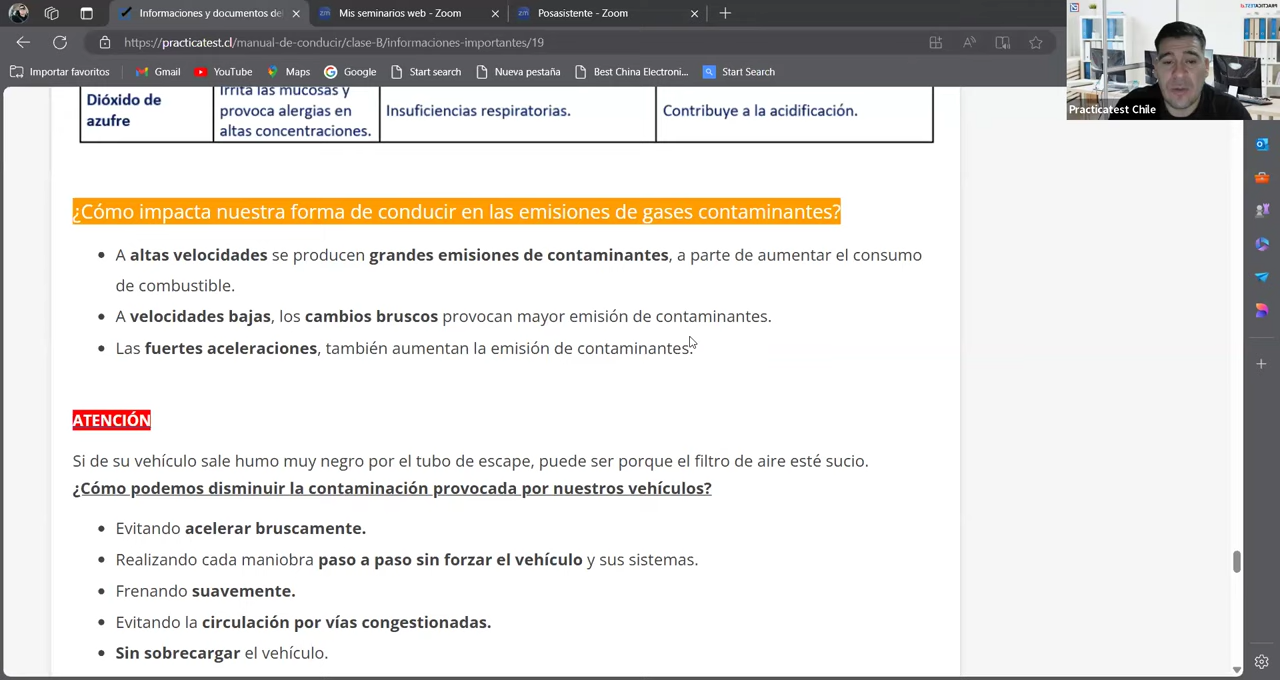 Informaciones y documentos de
Mis seminarios web - Zoom
Posasistente - Zoom
https://practicatest.cl/manual-de-conducir/clase-B/informaciones-importantes/19
Importar favoritos
Gmail
YouTube
Maps
Google
Start search
Nueva pestaña
Best China Electroni...
Start Search
PRACTICATEST
Practicatest Chile
Dióxido de
azufre
Irrita las mucosas y
provoca alergias en
altas concentraciones.
Insuficiencias respiratorias.
Contribuye a la acidificación.
¿Cómo impacta nuestra forma de conducir en las emisiones de gases contaminantes?
• A altas velocidades se producen grandes emisiones de contaminantes, a parte de aumentar el consumo
de combustible.
• A velocidades bajas, los cambios bruscos provocan mayor emisión de contaminantes.
• Las fuertes aceleraciones, también aumentan la emisión de contaminantes.
ATENCIÓN
Si de su vehículo sale humo muy negro por el tubo de escape, puede ser porque el filtro de aire esté sucio.
¿Cómo podemos disminuir la contaminación provocada por nuestros vehículos?
• Evitando acelerar bruscamente.
• Realizando cada maniobra paso a paso sin forzar el vehículo y sus sistemas.
• Frenando suavemente.
• Evitando la circulación por vías congestionadas.
• Sin sobrecargar el vehículo.